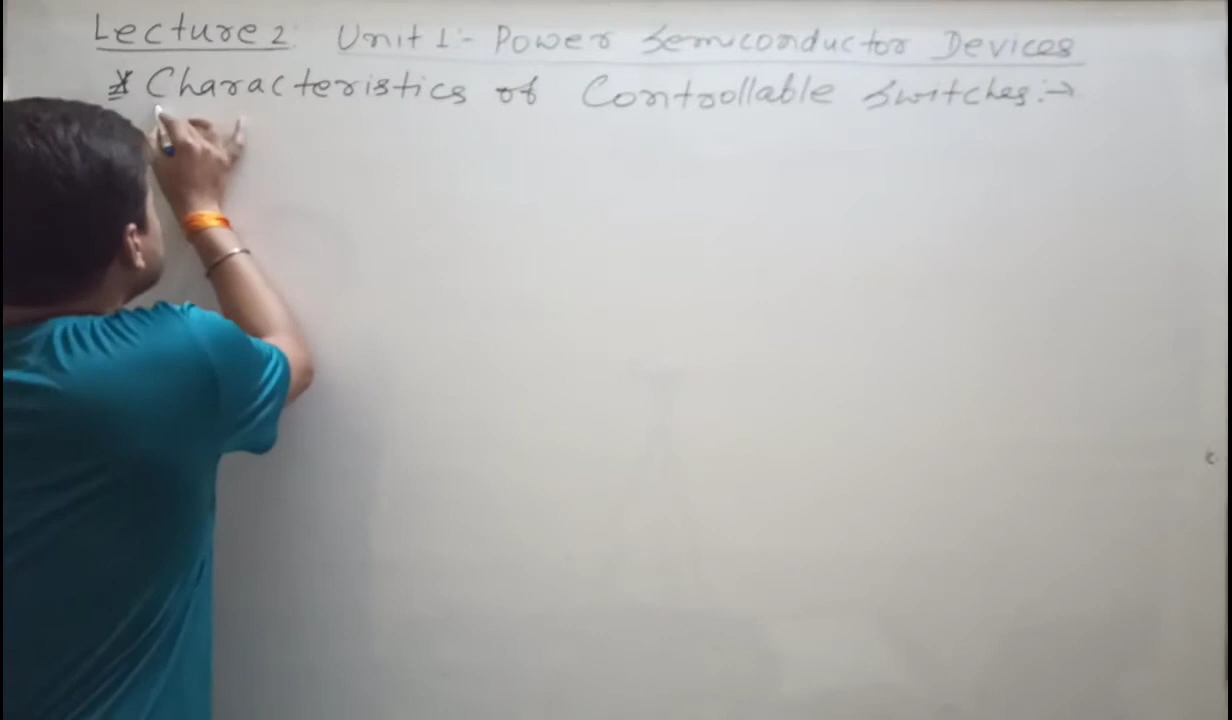 Lecture 2: Unit 1:- Power Semiconductor Devices
* Characteristics of Controllable Switches:→